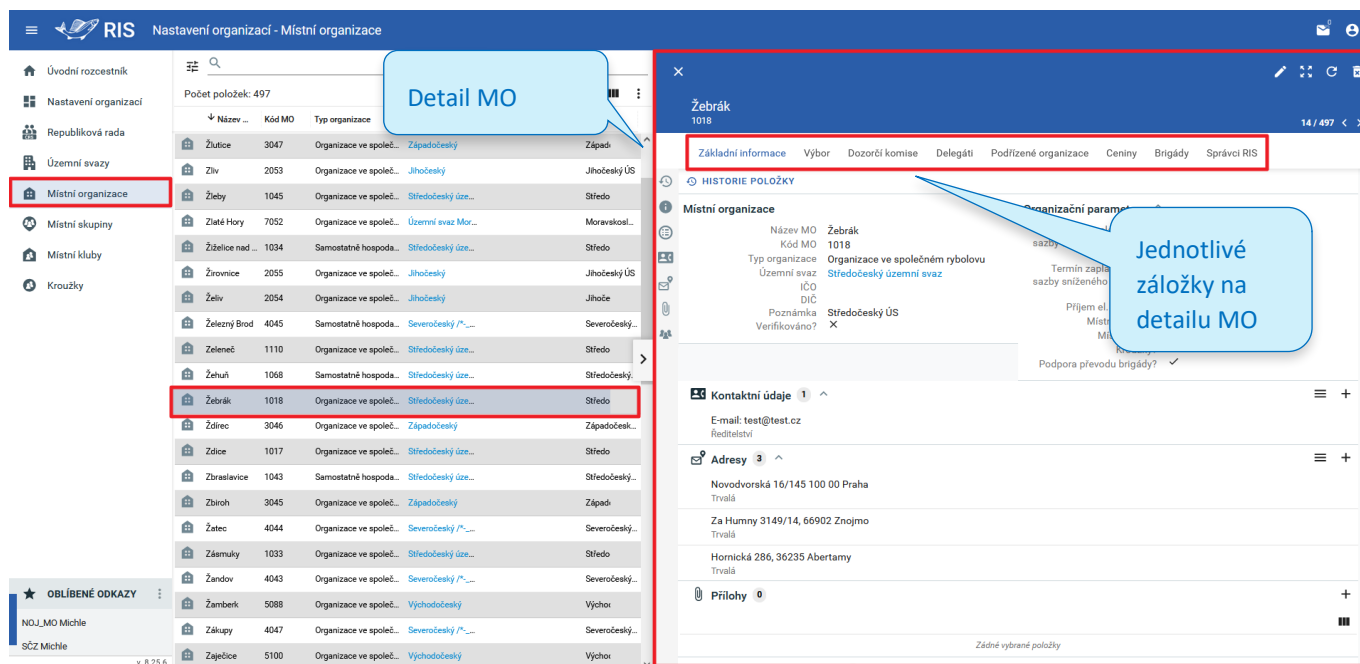 RIS
Nastavení organizací - Místní organizace
0
Úvodní rozcestník
Nastavení organizací
Republiková rada
Územní svazy
Místní organizace
Místní skupiny
Místní kluby
Kroužky
OBLÍBENÉ ODKAZY
NOJ_MO Michle
SČZ Michle
v. 8.25.6
Počet položek: 497
Název ... Kód MO Typ organizace
Žlutice 3047 Organizace ve společ... Západočeský Západ
Zliv 2053 Organizace ve společ... Jihočeský Jihočeský ÚS
Žleby 1045 Organizace ve společ... Středočeský úze... Středo
Zlaté Hory 7052 Organizace ve společ... Územní svaz Mor... Moravskosl...
Žiželice nad ... 1034 Samostatně hospoda... Středočeský úze... Středo
Žirovnice 2055 Organizace ve společ... Jihočeský Jihočeský ÚS
Želiv 2054 Organizace ve společ... Jihočeský Jihoče
Železný Brod 4045 Samostatně hospoda... Severočeský /*-_... Severočeský...
Zeleneč 1110 Organizace ve společ... Středočeský úze... Středo
Žehuň 1068 Samostatně hospoda... Středočeský úze... Středočeský.
Žebrák 1018 Organizace ve společ... Středočeský úze... Středo
Ždírec 3046 Organizace ve společ... Západočeský Západočesk...
Zdice 1017 Organizace ve společ... Středočeský úze... Středo
Zbraslavice 1043 Samostatně hospoda... Středočeský úze... Středočeský...
Zbiroh 3045 Organizace ve společ... Západočeský Západ
Žatec 4044 Organizace ve společ... Severočeský /*-_... Severočeský...
Zásmuky 1033 Organizace ve společ... Středočeský úze... Středo
Žandov 4043 Organizace ve společ... Severočeský /*-_... Severočeský...
Žamberk 5088 Organizace ve společ... Východočeský Výcho
Zákupy 4047 Organizace ve společ... Severočeský /*-_... Severočeský...
Zaječice 5100 Organizace ve společ... Východočeský Výcho
Detail MO
Žebrák
1018
14 / 497
Základní informace Výbor Dozorčí komise Delegáti Podřízené organizace Ceniny Brigády Správci RIS
HISTORIE POLOŽKY
Místní organizace
Název MO Žebrák
Kód MO 1018
Typ organizace Organizace ve společném rybolovu
Územní svaz Středočeský územní svaz
IČO
DIČ
Poznámka Středočeský ÚS
Verifikováno?
Organizační
sazby
Termín
sazby sníženého
Příjem el.
Podpora převodu brigády?
Jednotlivé
záložky na
detailu MO
Kontaktní údaje 1
E-mail: test@test.cz
Ředitelství
Adresy 3
Novodvorská 16/145 100 00 Praha
Trvalá
Za Humny 3149/14, 66902 Znojmo
Trvalá
Hornická 286, 36235 Abertamy
Trvalá
Přílohy 0
Žádné vybrané položky